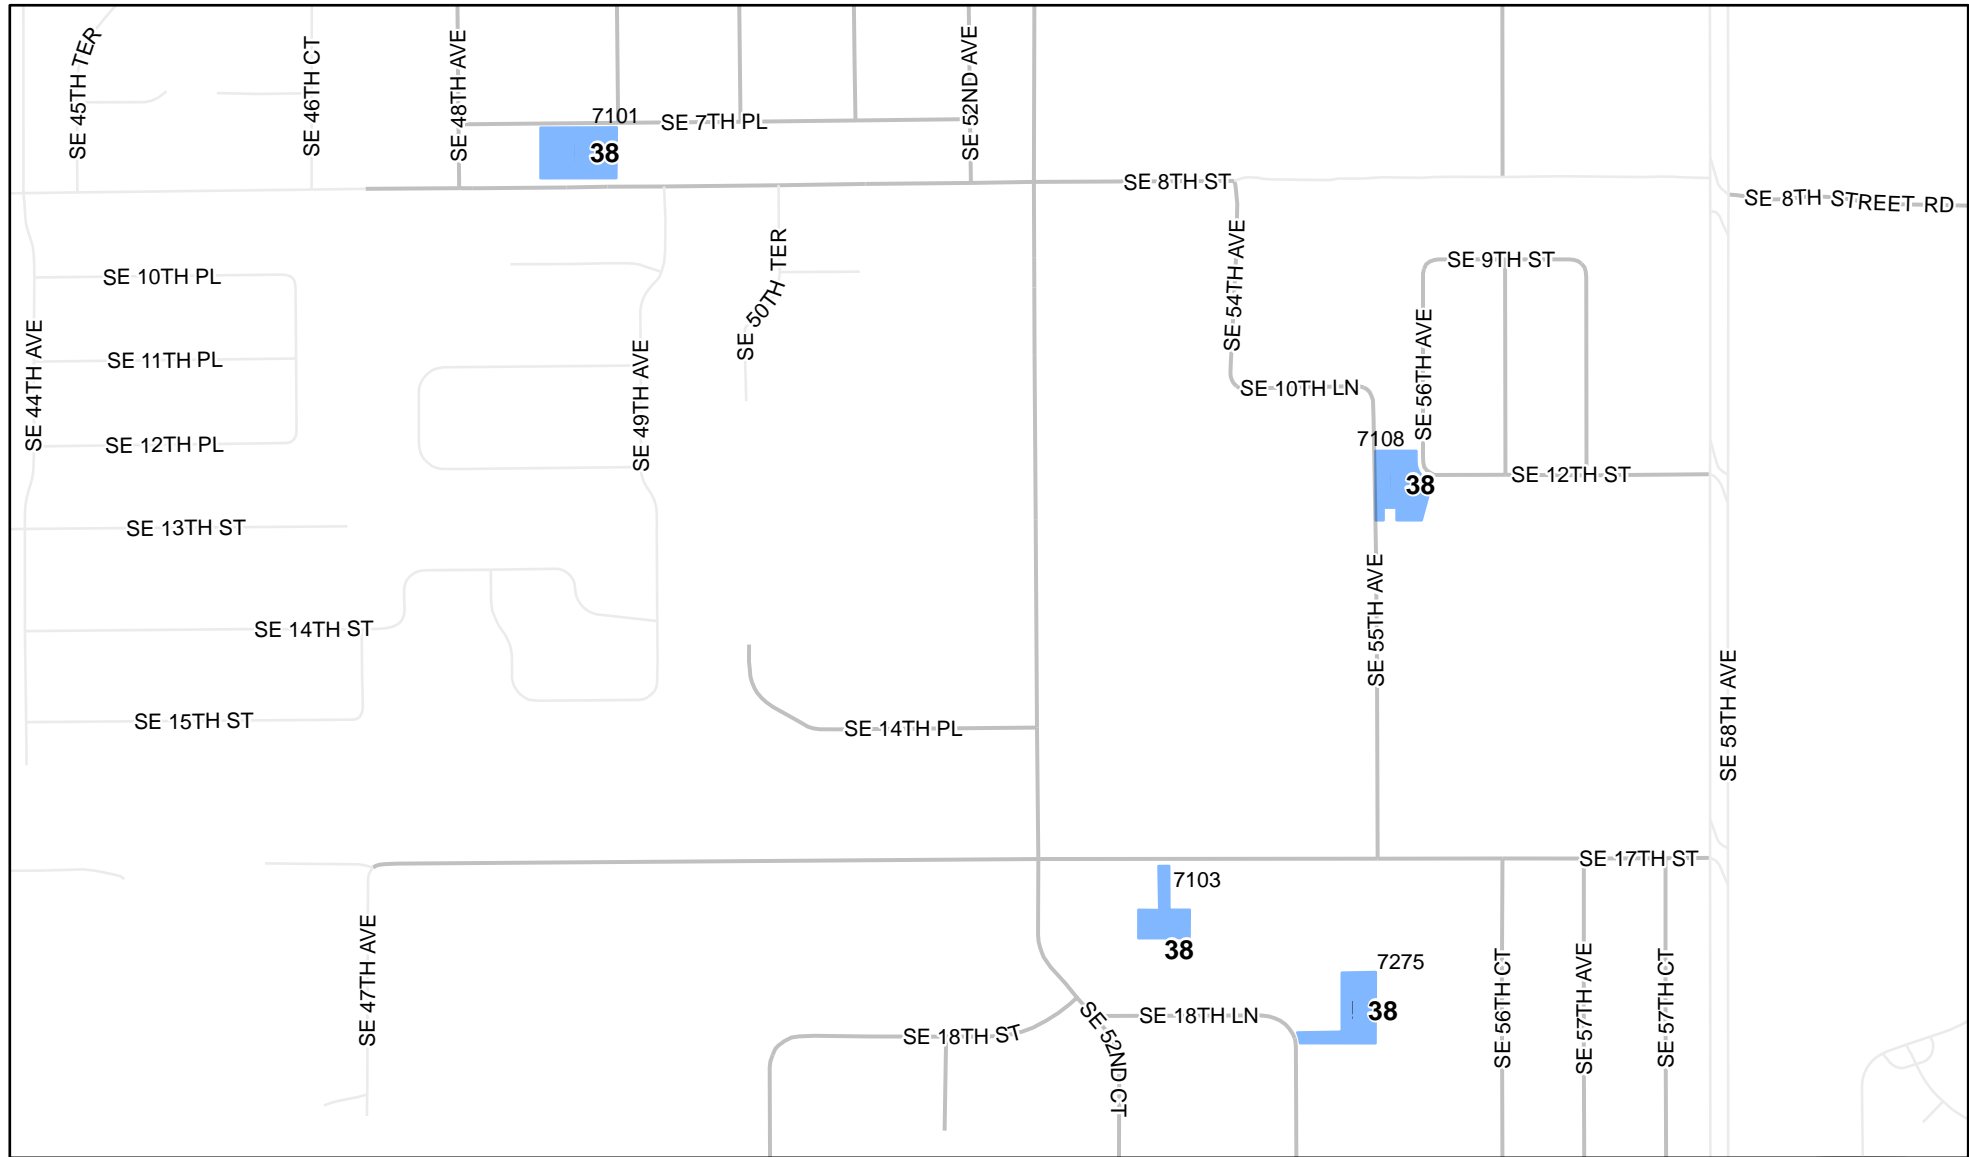 SE 45TH TER
SE 46TH CT
SE 48TH AVE
SE 52ND AVE
7101
SE 7TH PL
38
SE 8TH ST
SE 8TH STREET RD
SE 54TH AVE
SE 50TH TER
SE 9TH ST
SE 10TH PL
SE 44TH AVE
SE 11TH PL
SE 49TH AVE
SE 56TH AVE
SE 10TH LN
SE 12TH PL
7108
38
SE 12TH ST
SE 13TH ST
SE 55TH AVE
SE 14TH ST
SE 15TH ST
SE 14TH PL
SE 58TH AVE
SE 17TH ST
7103
38
SE 47TH AVE
7275
38
SE 56TH CT
SE 57TH AVE
SE 57TH CT
SE 18TH LN
SE 18TH ST
SE 52ND CT